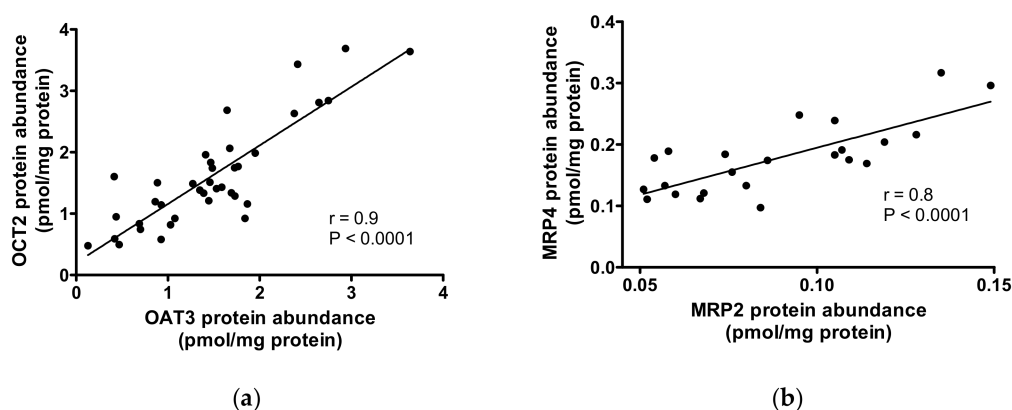 (a)
4
3
2
1
0
OCT2 protein abundance
(pmol/mg protein)
r = 0.9
P < 0.0001
0
1
2
3
4
OAT3 protein abundance
(pmol/mg protein)
(b)
0.4
0.3
0.2
0.1
0.0
MRP4 protein abundance
(pmol/mg protein)
r = 0.8
P < 0.0001
0.05
0.10
0.15
MRP2 protein abundance
(pmol/mg protein)
(a)
(b)